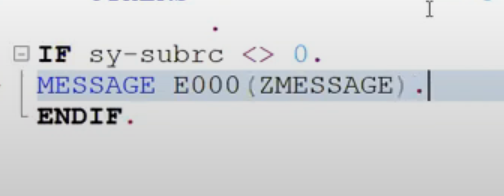 .
IF sy-subrc <> 0.
MESSAGE E000(ZMESSAGE).
ENDIF.